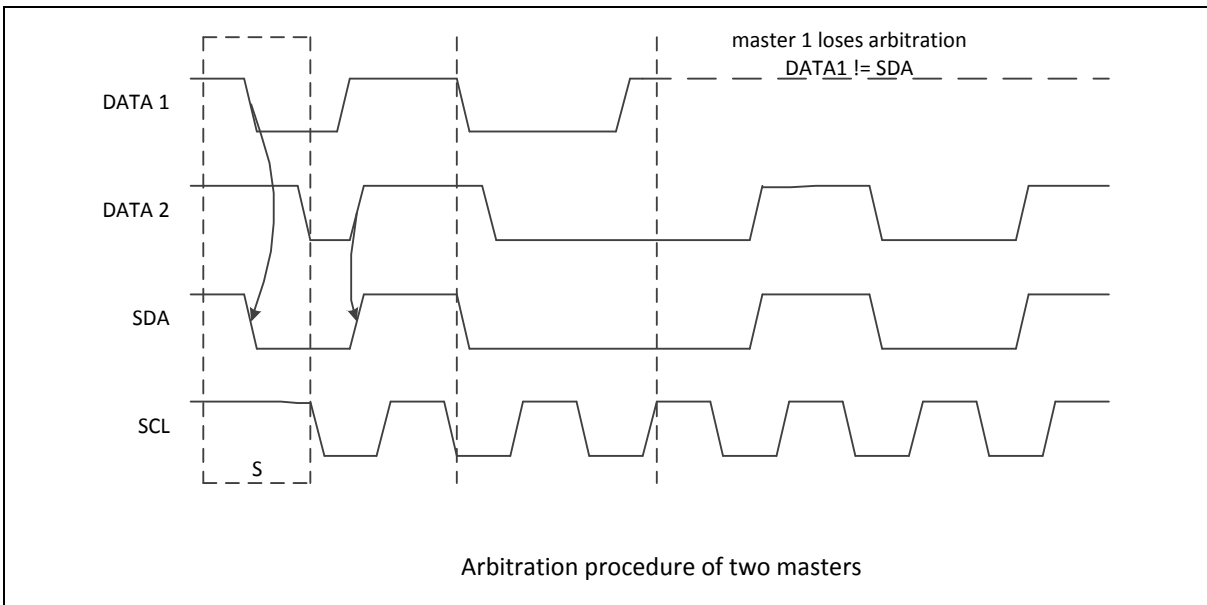 master 1 loses arbitration
DATA1 != SDA
DATA 1
DATA 2
SDA
SCL
S
Arbitration procedure of two masters